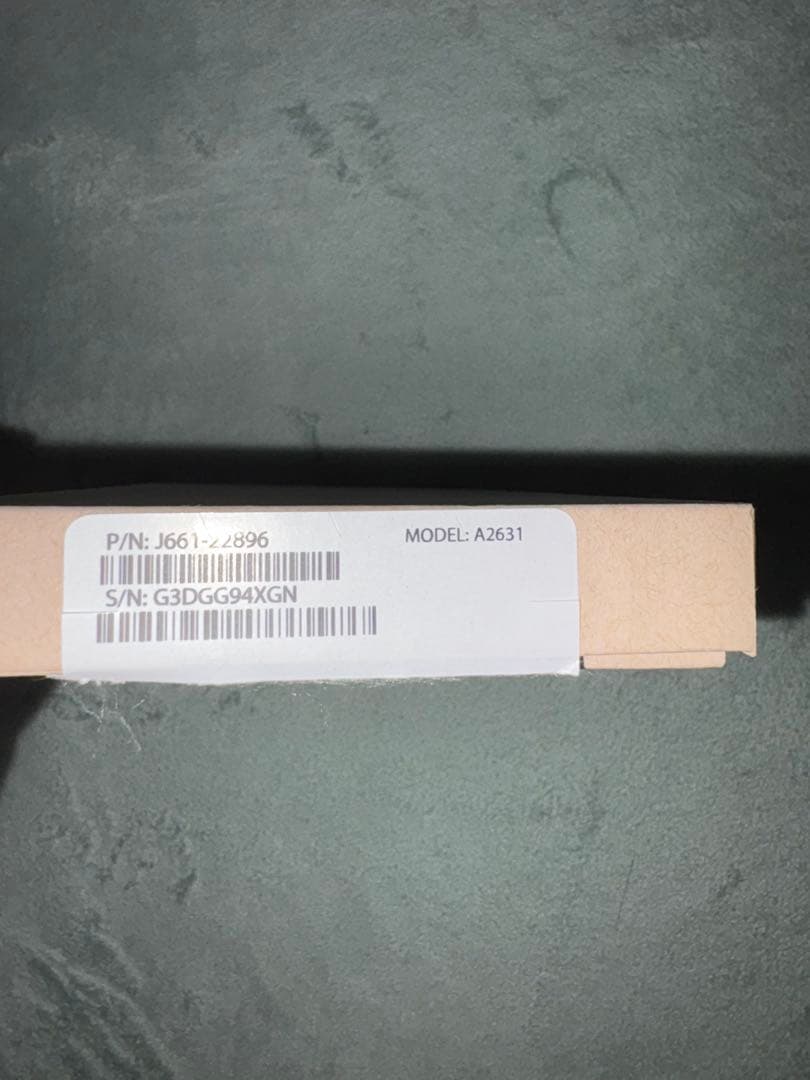 P/N: J661-22896
MODEL: A2631
S/N: G3DGG94XGN